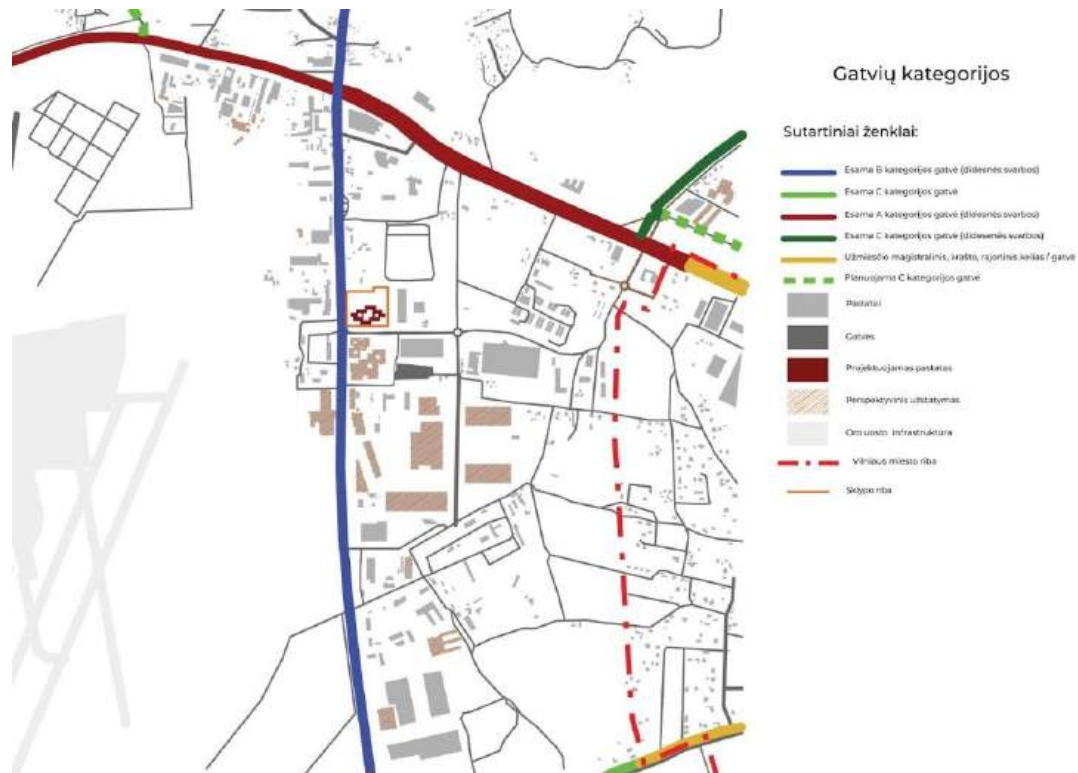 Gatvių kategorijos
Sutartiniai ženklai:
Esama B kategorijos gatvė (didesnės svarbos)
Esama C kategorijos gatvė
Esama A kategorijos gatvė (didesnės svarbos)
Esama C kategorijos gatvė (didesenės svarbos)
Užmiesčio magistralinis, krašto, rajoninis kelias / gatvė
Planuojama C kategorijos gatvė
Pastatai
Gatvės
Projektuojamas pastatas
Perspektyvinis užstatymas
Oro uosto infrastruktūra
Vilniaus miesto riba
Sklypo riba